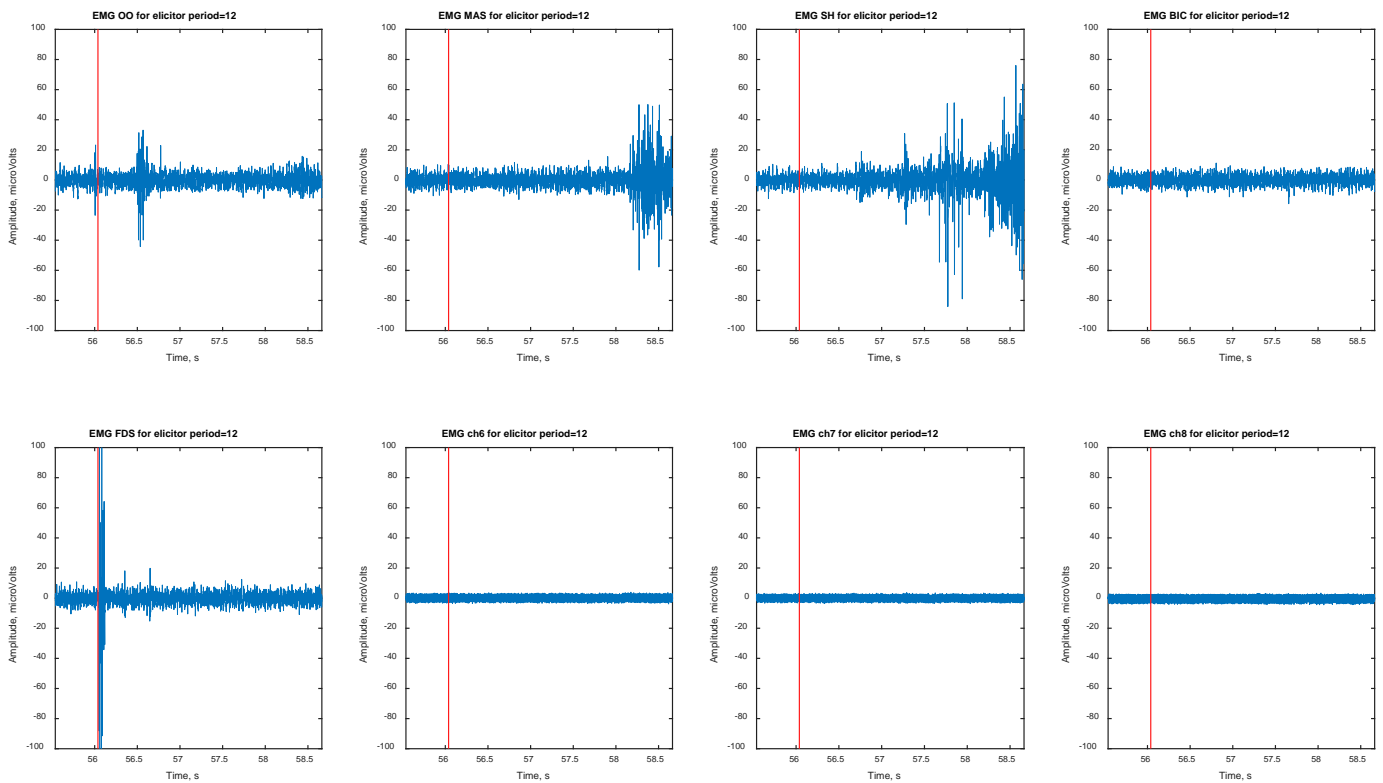 EMG OO for elicitor period=12
100
80
60
40
20
0
-20
-40
-60
-80
-100
Amplitude, microVolts
56 56.5 57 57.5 58 58.5
Time, s
EMG MAS for elicitor period=12
100
80
60
40
20
0
-20
-40
-60
-80
-100
Amplitude, microVolts
56 56.5 57 57.5 58 58.5
Time, s
EMG SH for elicitor period=12
100
80
60
40
20
0
-20
-40
-60
-80
-100
Amplitude, microVolts
56 56.5 57 57.5 58 58.5
Time, s
EMG BIC for elicitor period=12
100
80
60
40
20
0
-20
-40
-60
-80
-100
Amplitude, microVolts
56 56.5 57 57.5 58 58.5
Time, s
EMG FDS for elicitor period=12
100
80
60
40
20
0
-20
-40
-60
-80
-100
Amplitude, microVolts
56 56.5 57 57.5 58 58.5
Time, s
EMG ch6 for elicitor period=12
100
80
60
40
20
0
-20
-40
-60
-80
-100
Amplitude, microVolts
56 56.5 57 57.5 58 58.5
Time, s
EMG ch7 for elicitor period=12
100
80
60
40
20
0
-20
-40
-60
-80
-100
Amplitude, microVolts
56 56.5 57 57.5 58 58.5
Time, s
EMG ch8 for elicitor period=12
100
80
60
40
20
0
-20
-40
-60
-80
-100
Amplitude, microVolts
56 56.5 57 57.5 58 58.5
Time, s